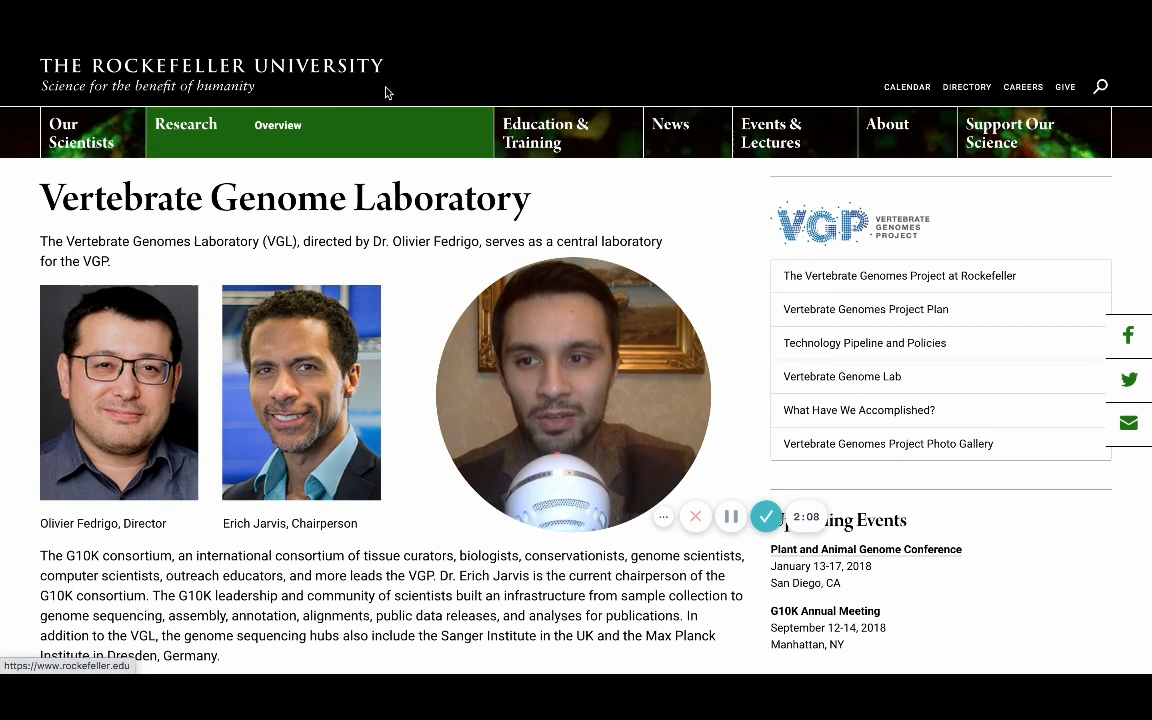 THE ROCKEFELLER UNIVERSITY
Science for the benefit of humanity
CALENDAR DIRECTORY CAREERS GIVE
Our Scientists
Research
Overview
Education & Training
News
Events & Lectures
About
Support Our Science
Vertebrate Genome Laboratory
The Vertebrate Genomes Laboratory (VGL), directed by Dr. Olivier Fedrigo, serves as a central laboratory
for the VGP.
Olivier Fedrigo, Director
Erich Jarvis, Chairperson
The G10K consortium, an international consortium of tissue curators, biologists, conservationists, genome scientists,
computer scientists, outreach educators, and more leads the VGP. Dr. Erich Jarvis is the current chairperson of the
G10K consortium. The G10K leadership and community of scientists built an infrastructure from sample collection to
genome sequencing, assembly, annotation, alignments, public data releases, and analyses for publications. In
addition to the VGL, the genome sequencing hubs also include the Sanger Institute in the UK and the Max Planck
Institute in Dresden, Germany.
https://www.rockefeller.edu
VGP VERTEBRATE
GENOMES
PROJECT
The Vertebrate Genomes Project at Rockefeller
Vertebrate Genomes Project Plan
Technology Pipeline and Policies
Vertebrate Genome Lab
What Have We Accomplished?
Vertebrate Genomes Project Photo Gallery
2:08
Events
Plant and Animal Genome Conference
January 13-17, 2018
San Diego, CA
G10K Annual Meeting
September 12-14, 2018
Manhattan, NY